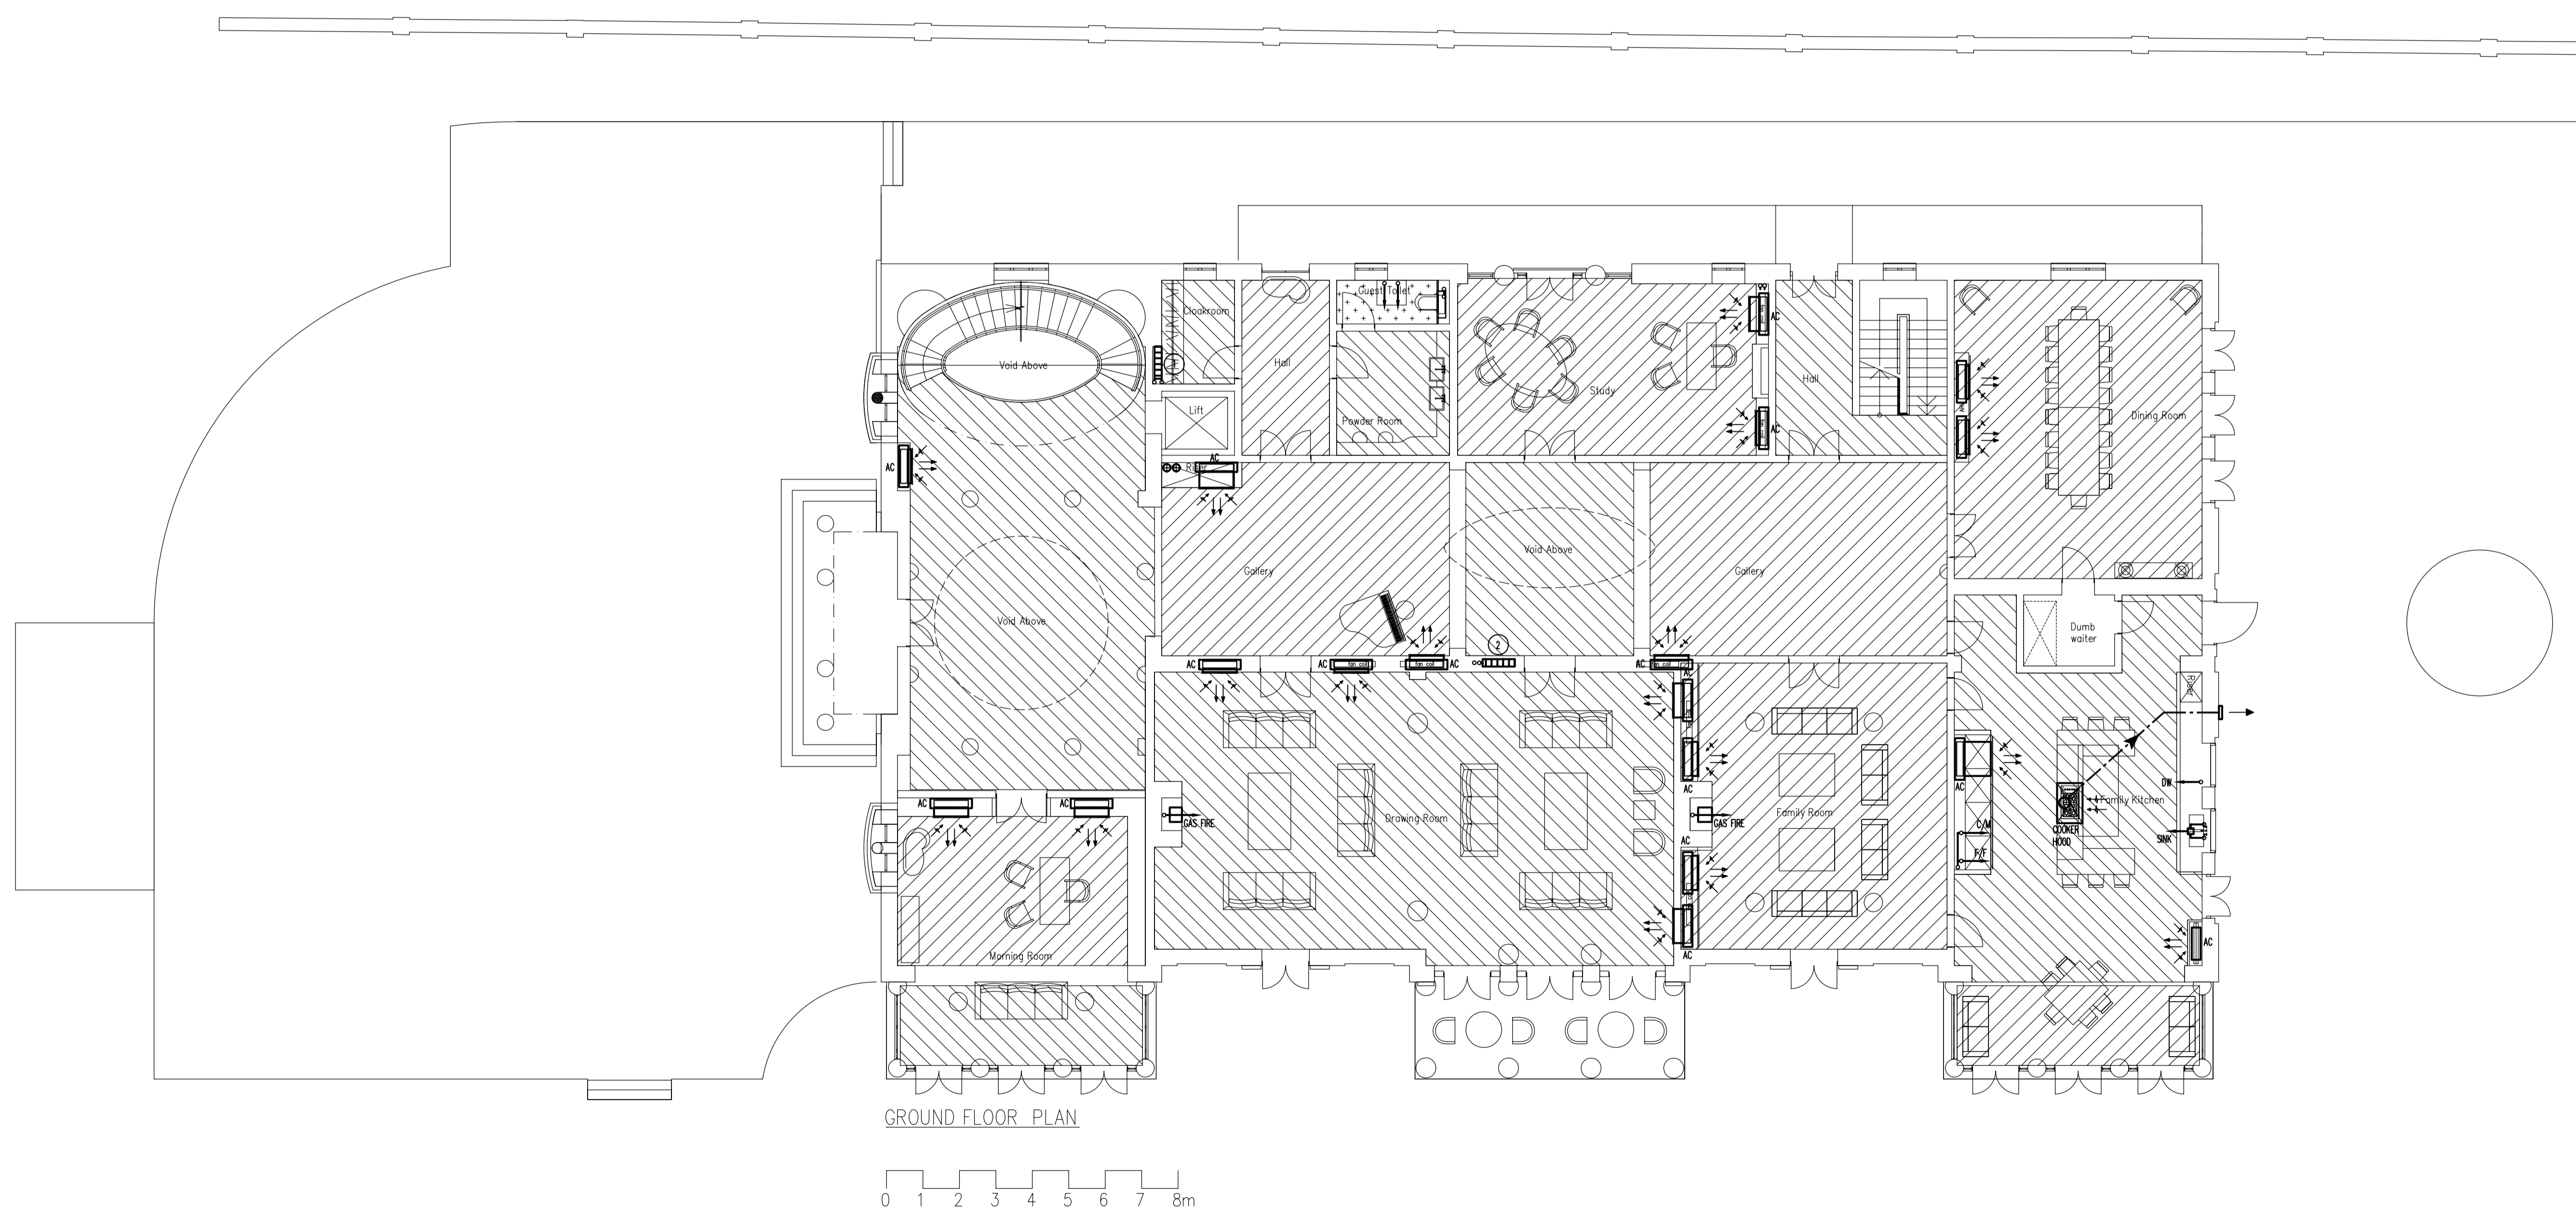 Guest Toilet
Cloakroom
AC
Void Above
Hall
Hall
Study
Lift
Dining Room
Powder Room
AC
AC
AC
Riser
Void Above
Gallery
Gallery
Void Above
2
Dumb
waiter
AC
AC
fan coil
fan coil
AC
AC
fan coil
AC
Riser
DW
AC
AC
AC
AC
AC
Family Kitchen
GAS FIRE
GAS FIRE
Family Room
Drawing Room
C/M
COOKER
HOOD
SINK
AC
F/F
AC
AC
Morning Room
GROUND FLOOR PLAN
0 1 2 3 4 5 6 7 8m